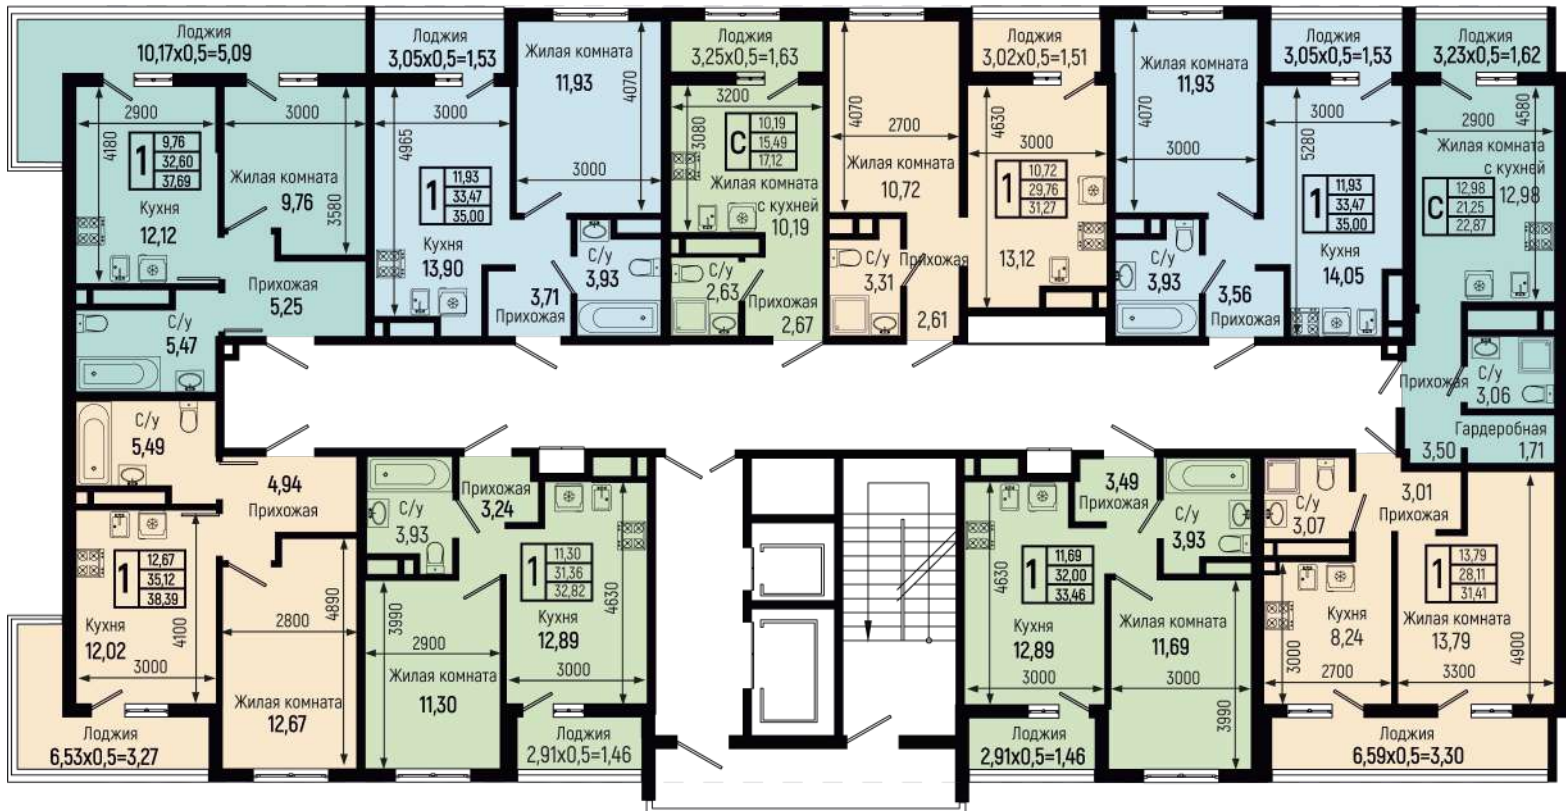 Лоджия
10,17x0,5=5,09
2900
4180
1
9,76
32,60
37,69
Кухня
12,12
3000
Жилая комната
9,76
3580
Прихожая
5,25
С/у
5,47
Лоджия
3,05x0,5=1,53
3000
4965
1
11,93
33,47
35,00
Кухня
13,90
Жилая комната
11,93
4070
3000
С/у
3,93
3,71
Прихожая
Лоджия
3,25x0,5=1,63
3200
3080
С
10,19
15,49
17,12
Жилая комната
с кухней
10,19
С/у
2,63
Прихожая
2,67
4070
2700
Жилая комната
10,72
С/у
3,31
Прихожая
2,61
Лоджия
3,02x0,5=1,51
4630
3000
1
10,72
29,76
31,27
13,12
Жилая комната
11,93
4070
3000
С/у
3,93
3,56
Прихожая
Лоджия
3,05x0,5=1,53
3000
5280
1
11,93
33,47
35,00
Кухня
14,05
Лоджия
3,23x0,5=1,62
4580
2900
Жилая комната
с кухней
12,98
С
12,98
21,25
22,87
Прихожая
3,50
С/у
3,06
Гардеробная
1,71
С/у
5,49
4,94
Прихожая
1
12,67
35,12
38,39
Кухня
12,02
4100
3000
Лоджия
6,53x0,5=3,27
4890
2800
Жилая комната
12,67
С/у
3,93
Прихожая
3,24
3990
2900
Жилая комната
11,30
1
11,30
31,36
32,82
Кухня
12,89
4630
3000
Лоджия
2,91x0,5=1,46
4630
1
11,69
32,00
33,46
Кухня
12,89
3000
Лоджия
2,91x0,5=1,46
3,49
Прихожая
С/у
3,93
Жилая комната
11,69
3000
3990
С/у
3,07
3,01
Прихожая
Кухня
8,24
3000
2700
1
13,79
28,11
31,41
Жилая комната
13,79
4900
3300
Лоджия
6,59x0,5=3,30